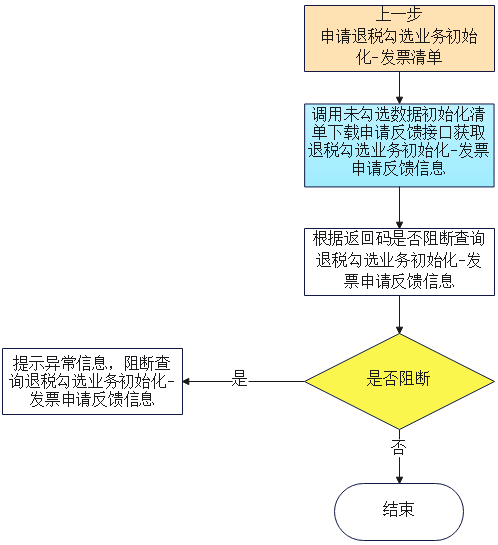 上一步
申请退税勾选业务初始
化-发票清单
调用未勾选数据初始化清
单下载申请反馈接口获取
退税勾选业务初始化-发票
申请反馈信息
根据返回码是否阻断查询
退税勾选业务初始化-发
票申请反馈信息
是否阻断
是
提示异常信息，阻断查
询退税勾选业务初始化-
发票申请反馈信息
否
结束